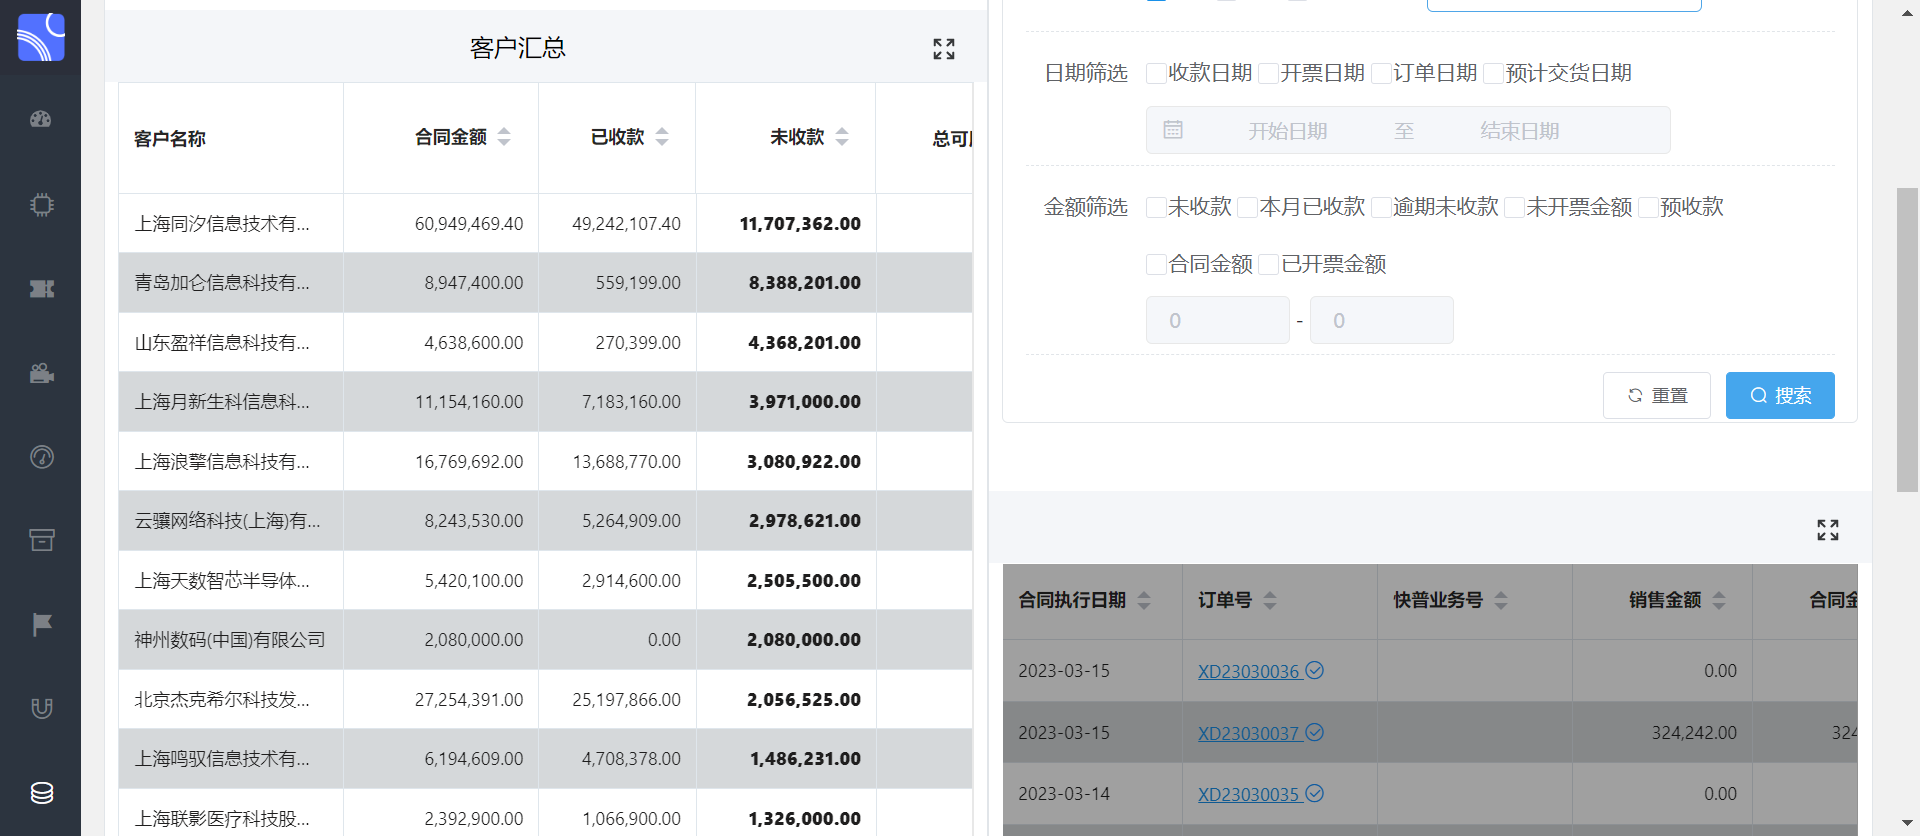 客户汇总
客户名称 合同金额 已收款 未收款 总可
上海同汐信息技术有... 60,949,469.40 49,242,107.40 11,707,362.00
青岛加仑信息科技有... 8,947,400.00 559,199.00 8,388,201.00
山东盈祥信息科技有... 4,638,600.00 270,399.00 4,368,201.00
上海月新生科信息科... 11,154,160.00 7,183,160.00 3,971,000.00
上海浪擎信息科技有... 16,769,692.00 13,688,770.00 3,080,922.00
云骧网络科技(上海)有... 8,243,530.00 5,264,909.00 2,978,621.00
上海天数智芯半导体... 5,420,100.00 2,914,600.00 2,505,500.00
神州数码(中国)有限公司 2,080,000.00 0.00 2,080,000.00
北京杰克希尔科技发... 27,254,391.00 25,197,866.00 2,056,525.00
上海鸣驭信息技术有... 6,194,609.00 4,708,378.00 1,486,231.00
上海联影医疗科技股... 2,392,900.00 1,066,900.00 1,326,000.00
日期筛选 收款日期 开票日期 订单日期 预计交货日期
开始日期 至 结束日期
金额筛选 未收款 本月已收款 逾期未收款 未开票金额 预收款
合同金额 已开票金额
0 - 0
重置 搜索
合同执行日期 订单号 快普业务号 销售金额 合同金
2023-03-15 XD23030036 0.00
2023-03-15 XD23030037 324,242.00 324
2023-03-14 XD23030035 0.00